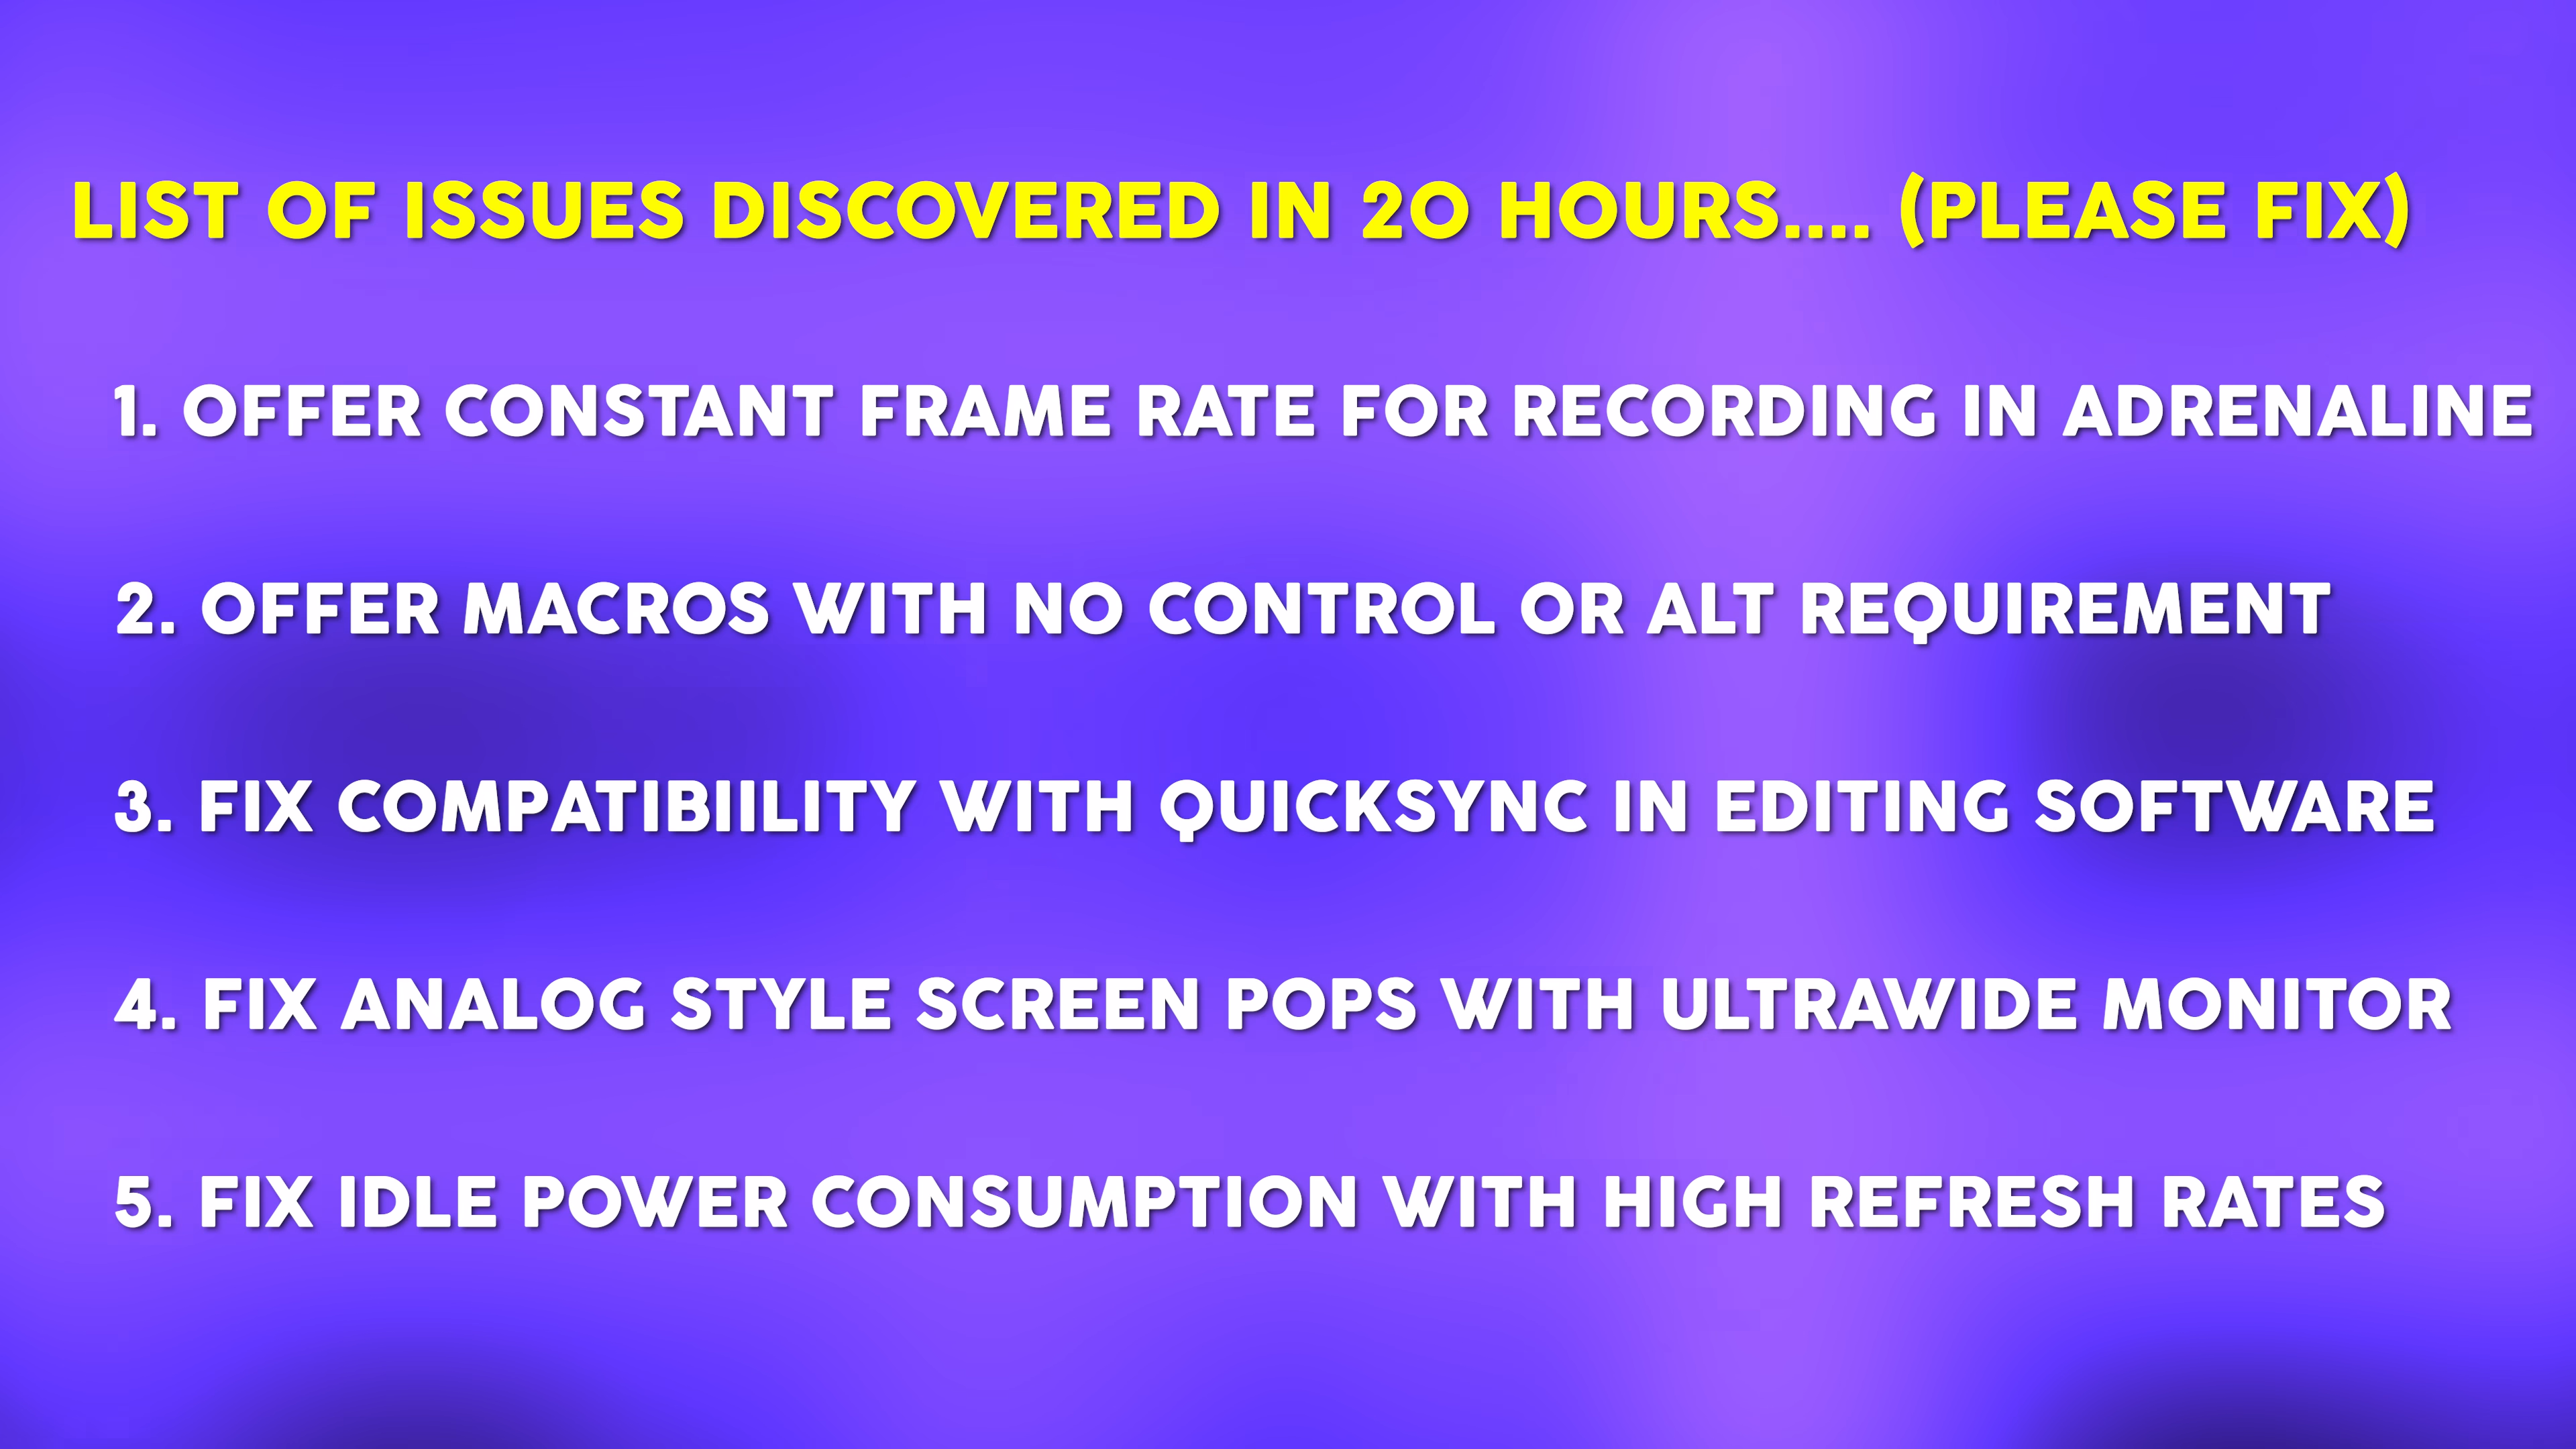 LIST OF ISSUES DISCOVERED IN 20 HOURS.... (PLEASE FIX)
1. OFFER CONSTANT FRAME RATE FOR RECORDING IN ADRENALINE
2. OFFER MACROS WITH NO CONTROL OR ALT REQUIREMENT
3. FIX COMPATIBIILITY WITH QUICKSYNC IN EDITING SOFTWARE
4. FIX ANALOG STYLE SCREEN POPS WITH ULTRAWIDE MONITOR
5. FIX IDLE POWER CONSUMPTION WITH HIGH REFRESH RATES